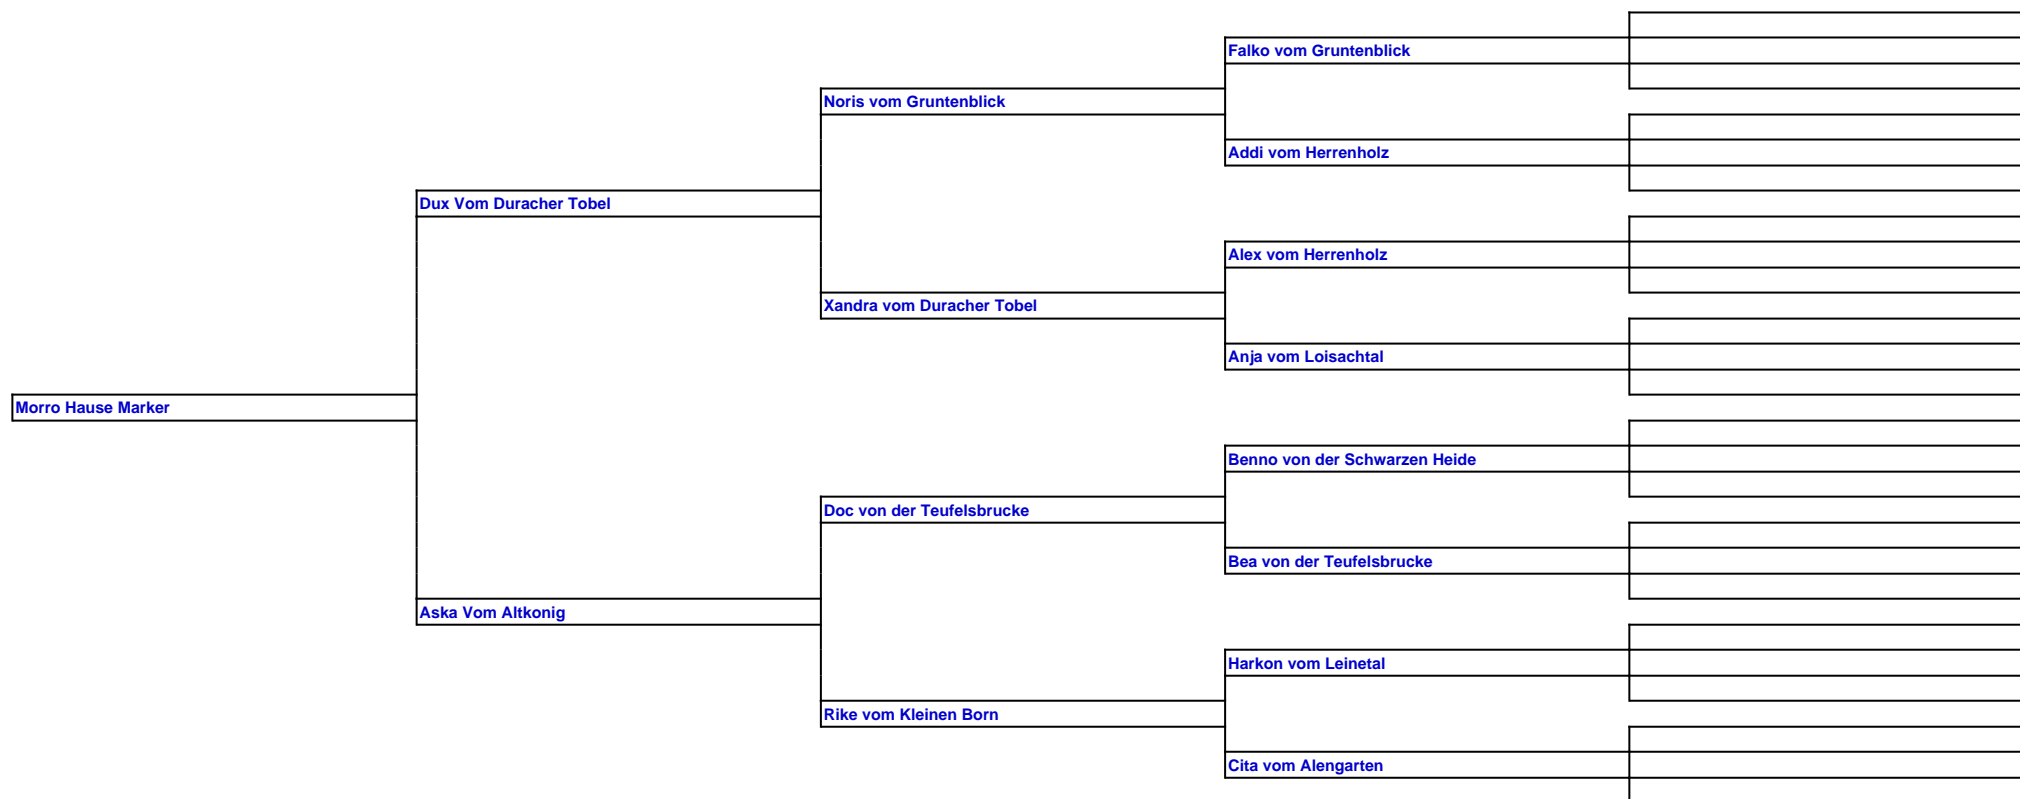 Falko vom Gruntenblick
Noris vom Gruntenblick
Addi vom Herrenholz
Dux Vom Duracher Tobel
Alex vom Herrenholz
Xandra vom Duracher Tobel
Anja vom Loisachtal
Morro Hause Marker
Benno von der Schwarzen Heide
Doc von der Teufelsbrucke
Bea von der Teufelsbrucke
Aska Vom Altkonig
Harkon vom Leinetal
Rike vom Kleinen Born
Cita vom Alengarten